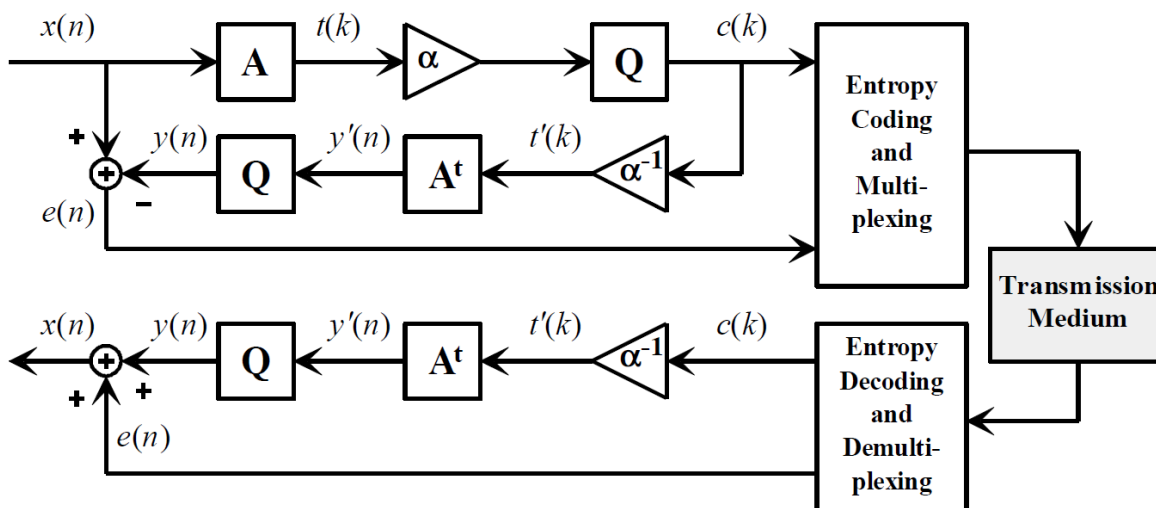 x(n) t(k) c(k)
A α Q
Entropy
Coding
and
Multi-
plexing
+ y(n) y'(n) t'(k)
+ Q Aᵗ α⁻¹
−
e(n)
Transmission
Medium
x(n) y(n) y'(n) t'(k) c(k)
+ Q Aᵗ α⁻¹
+ +
e(n)
Entropy
Decoding
and
Demulti-
plexing